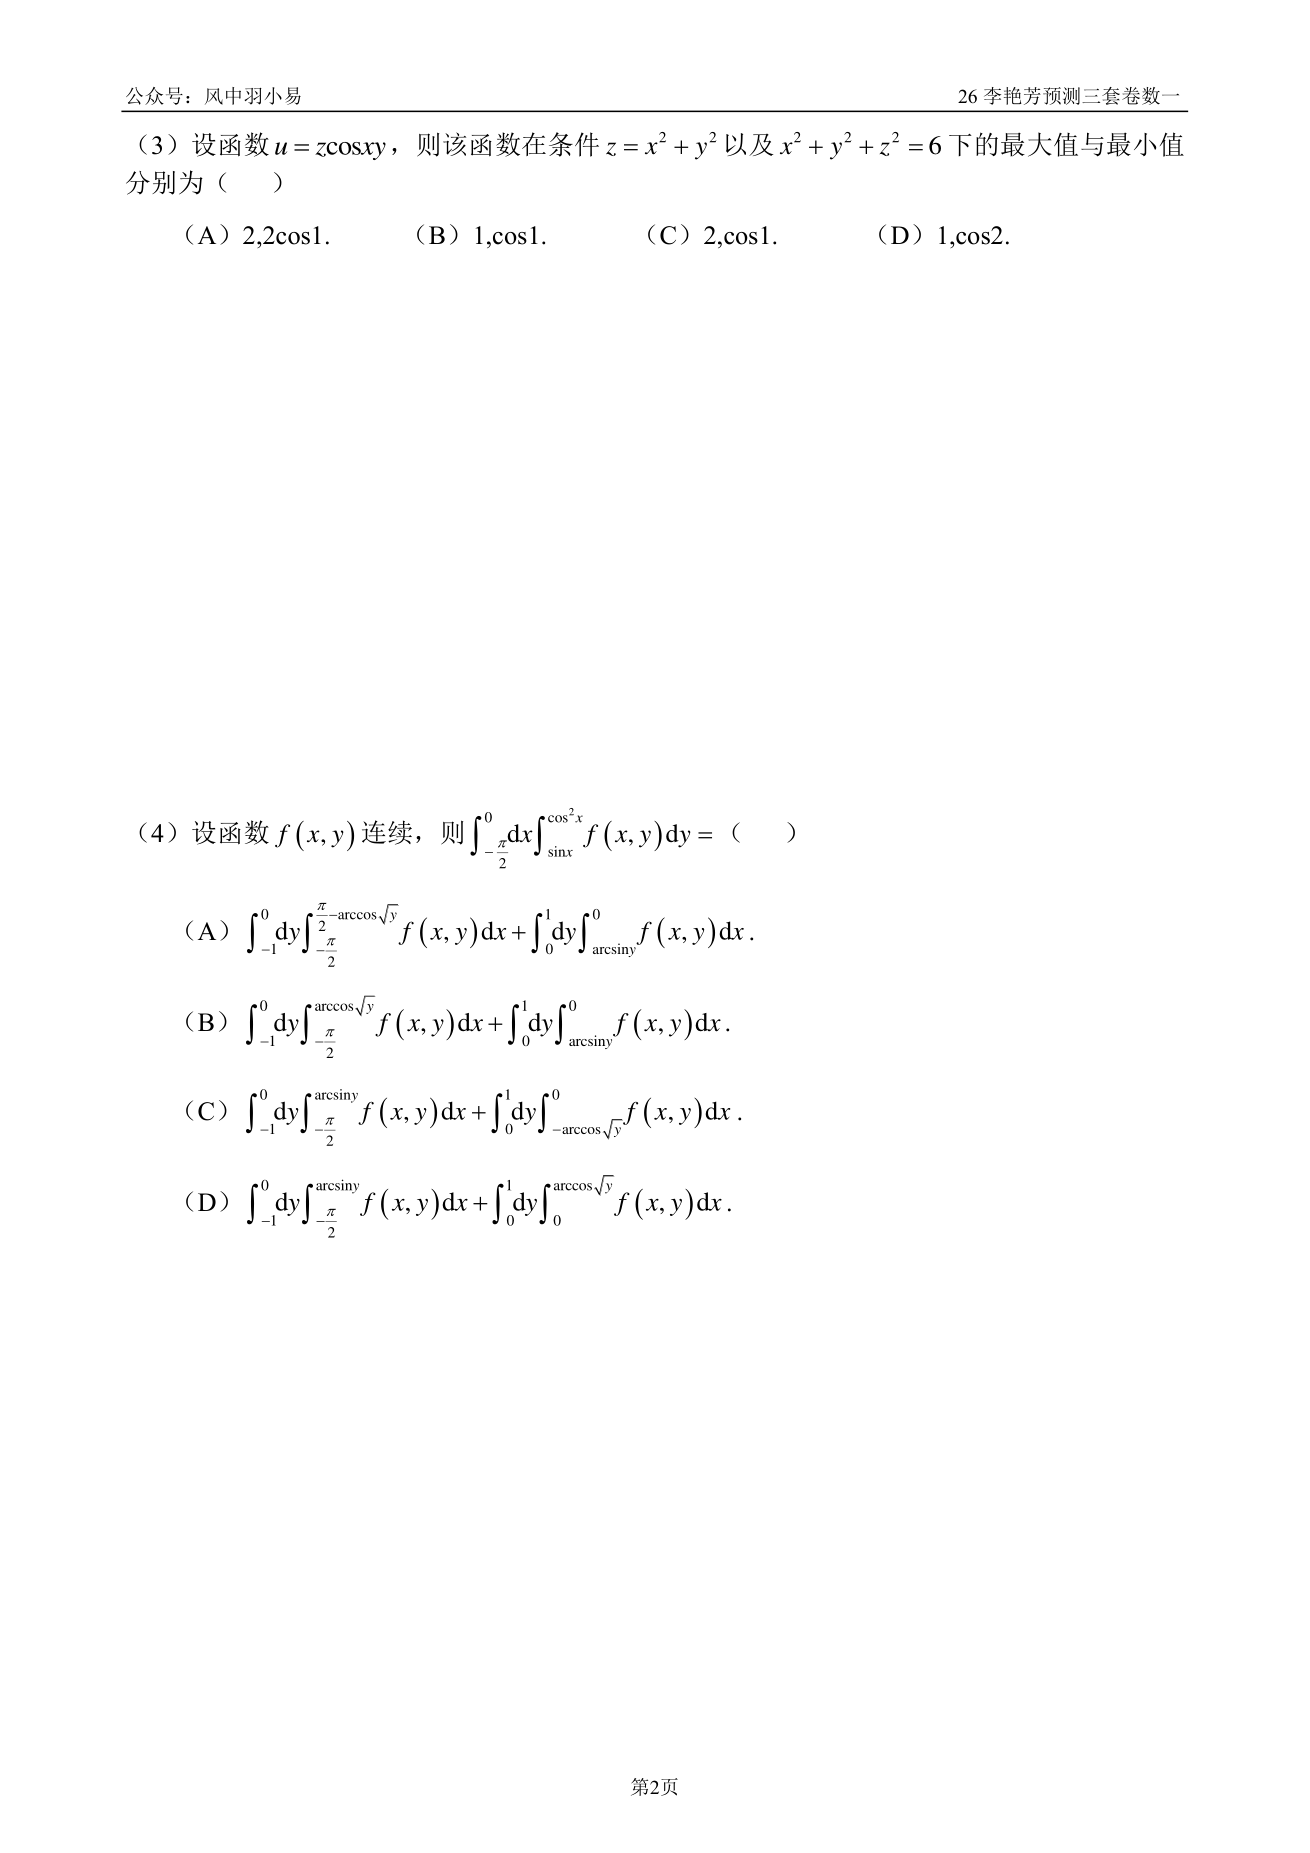 公众号：风中羽小易 26 李艳芳预测三套卷数一
（3）设函数 u = zcosxy，则该函数在条件 z = x² + y² 以及 x² + y² + z² = 6 下的最大值与最小值
分别为（ ）
（A）2,2cos1. （B）1,cos1. （C）2,cos1. （D）1,cos2.
（4）设函数 f(x, y) 连续，则 ∫_{-π/2}^{0} dx ∫_{sinx}^{cos²x} f(x, y)dy =（ ）
（A）∫_{-1}^{0} dy ∫_{-π/2}^{π/2-arccos√y} f(x, y)dx + ∫_{0}^{1} dy ∫_{arcsiny}^{0} f(x, y)dx .
（B）∫_{-1}^{0} dy ∫_{-π/2}^{arccos√y} f(x, y)dx + ∫_{0}^{1} dy ∫_{arcsiny}^{0} f(x, y)dx .
（C）∫_{-1}^{0} dy ∫_{-π/2}^{arcsiny} f(x, y)dx + ∫_{0}^{1} dy ∫_{-arccos√y}^{0} f(x, y)dx .
（D）∫_{-1}^{0} dy ∫_{-π/2}^{arcsiny} f(x, y)dx + ∫_{0}^{1} dy ∫_{0}^{arccos√y} f(x, y)dx .
第2页